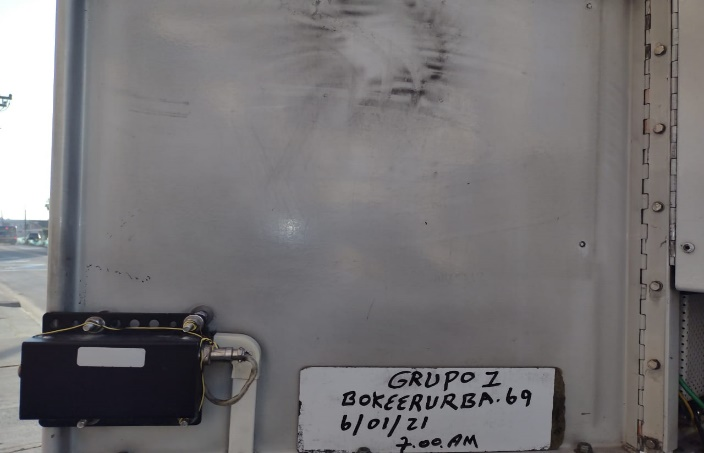 GRUPO I
BOKEERURBA.69
6/01/21
7.00.AM